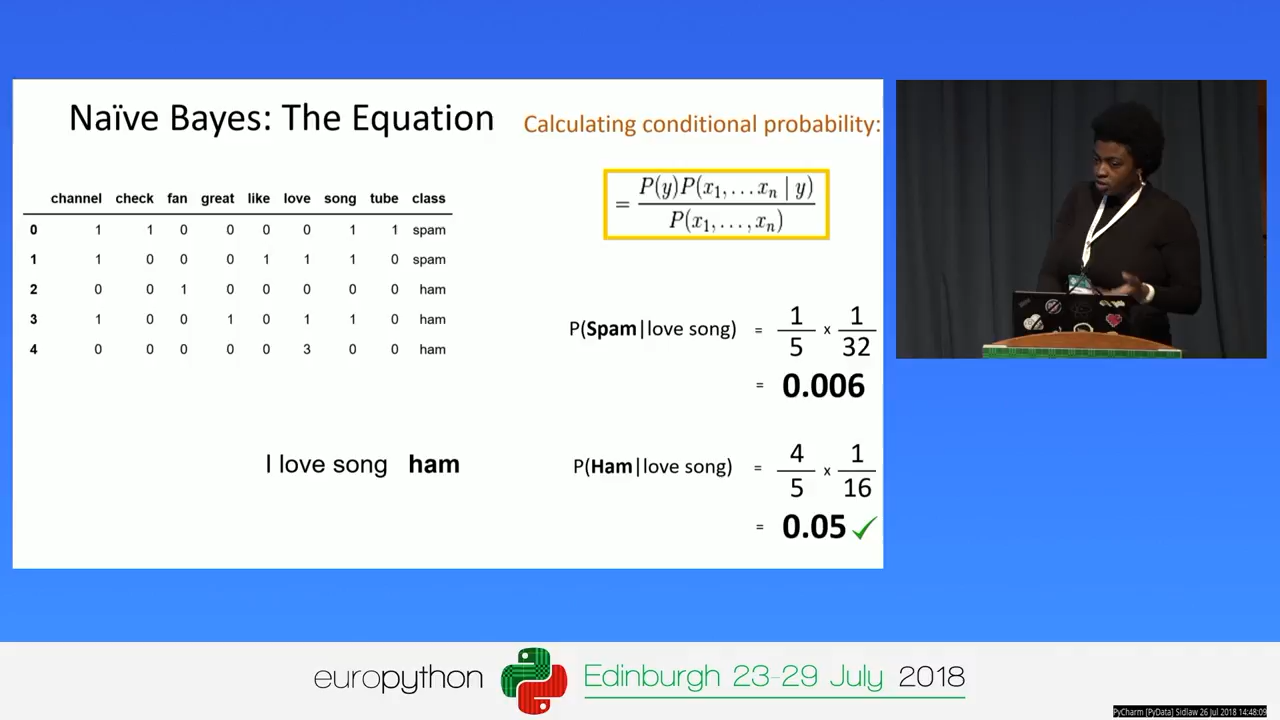 Naïve Bayes: The Equation
Calculating conditional probability:
channel check fan great like love song tube class
0 1 1 0 0 0 0 1 1 spam
1 1 0 0 0 1 1 1 0 spam
2 0 0 1 0 0 0 0 0 ham
3 1 0 0 1 0 1 1 0 ham
4 0 0 0 0 0 3 0 0 ham
= P(y)P(x₁, . . . xₙ | y) / P(x₁, . . . , xₙ)
P(Spam|love song) = 1/5 x 1/32
= 0.006
I love song ham
P(Ham|love song) = 4/5 x 1/16
= 0.05 ✓
europython
Edinburgh 23-29 July 2018
PyCharm [PyData] Sidlaw 26 Jul 2018 14:48:09